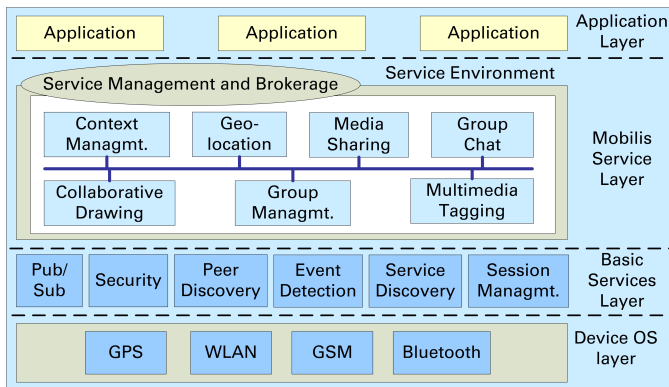 Application
Application
Application
Application
Layer
Service Environment
Service Management and Brokerage
Context
Managmt.
Geo-
location
Media
Sharing
Group
Chat
Collaborative
Drawing
Group
Managmt.
Multimedia
Tagging
Mobilis
Service
Layer
Pub/
Sub
Security
Peer
Discovery
Event
Detection
Service
Discovery
Session
Managmt.
Basic
Services
Layer
GPS
WLAN
GSM
Bluetooth
Device OS
layer